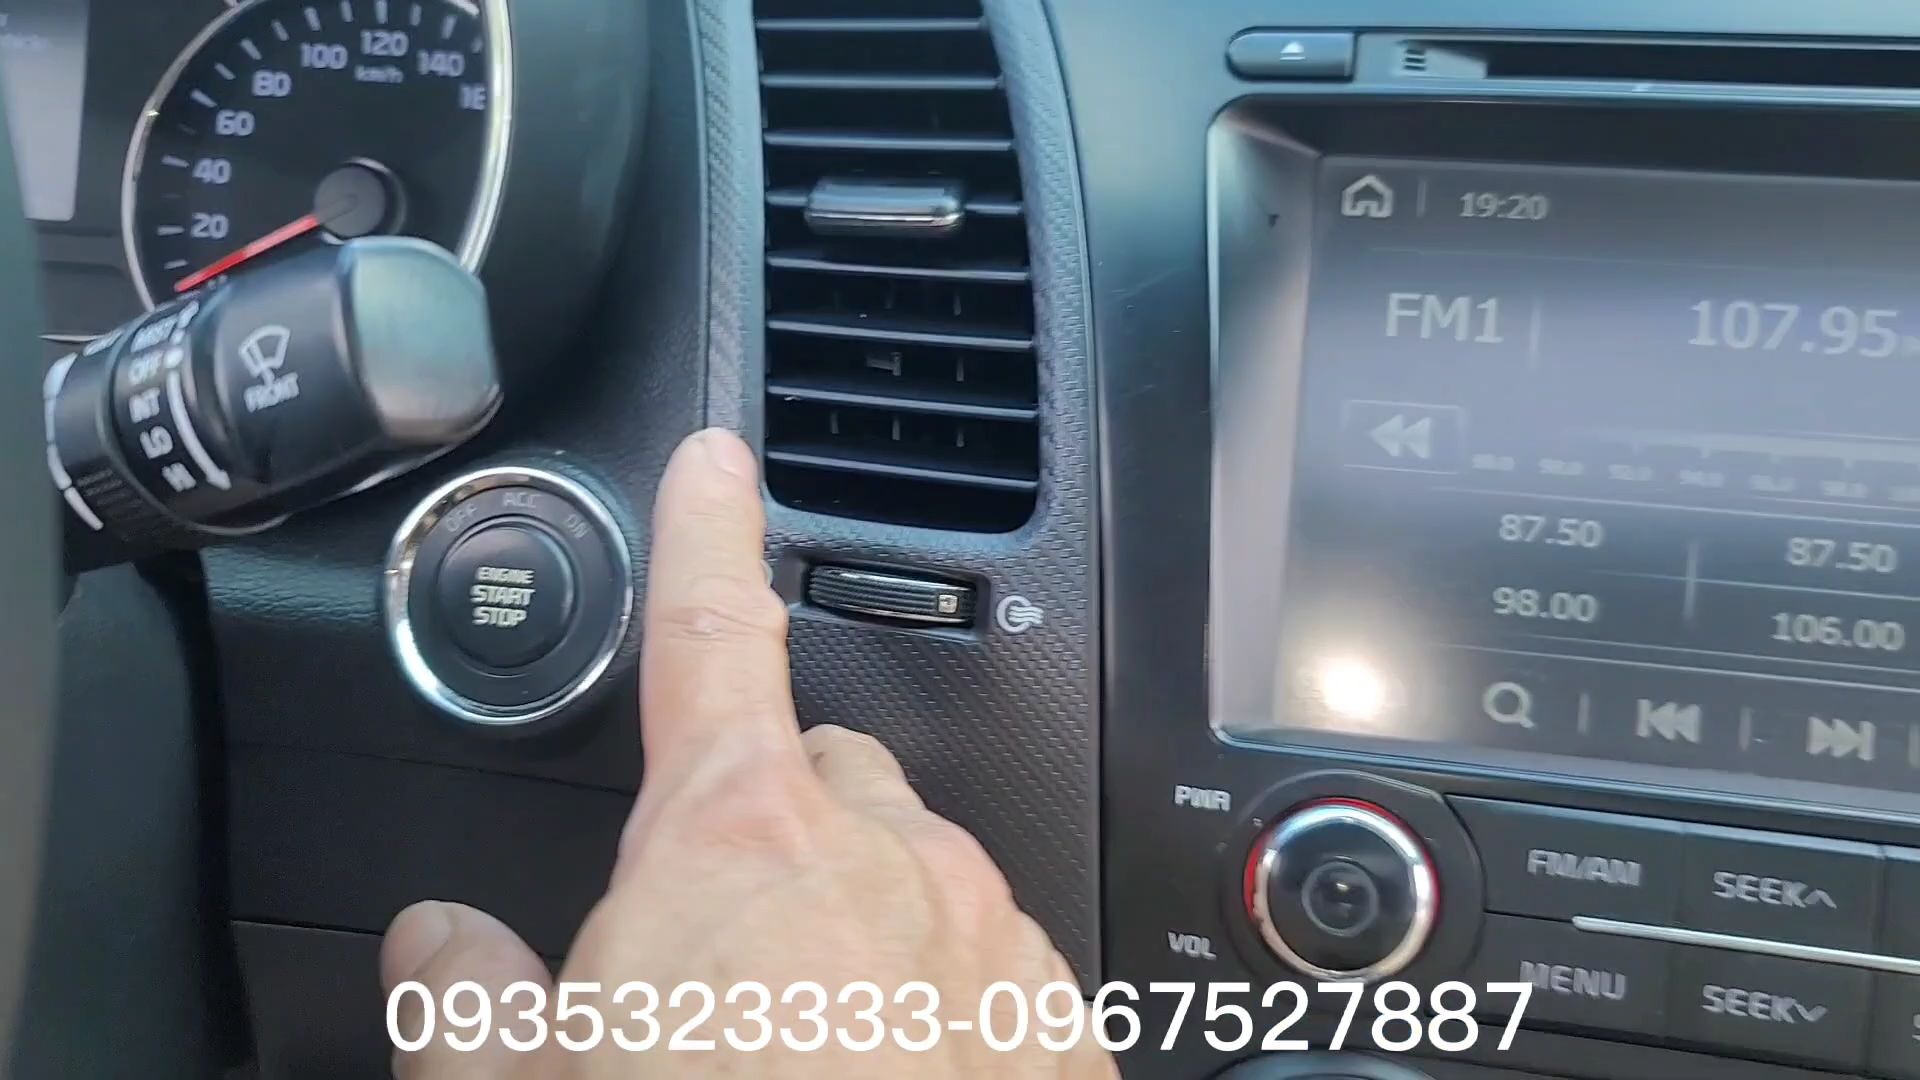 100 120 140
km/h
80
60
40
20
MIST
OFF
INT
LO
HI
FRONT
OFF ACC ON
ENGINE
START
STOP
19:20
FM1 107.95
87.50 87.50
98.00 106.00
PWR
VOL
FM/AM SEEK
MENU SEEK
0935323333-0967527887